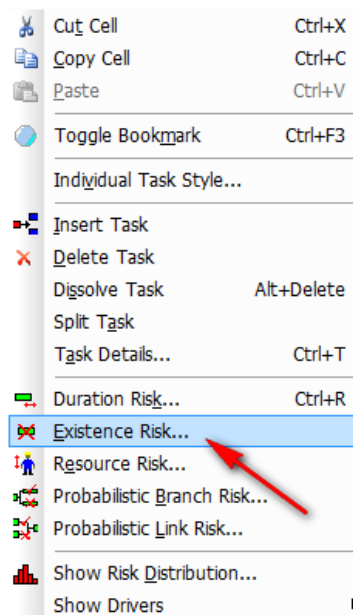 Cut Cell Ctrl+X
Copy Cell Ctrl+C
Paste Ctrl+V
Toggle Bookmark Ctrl+F3
Individual Task Style...
Insert Task
Delete Task
Dissolve Task Alt+Delete
Split Task
Task Details... Ctrl+T
Duration Risk... Ctrl+R
Existence Risk...
Resource Risk...
Probabilistic Branch Risk...
Probabilistic Link Risk...
Show Risk Distribution...
Show Drivers